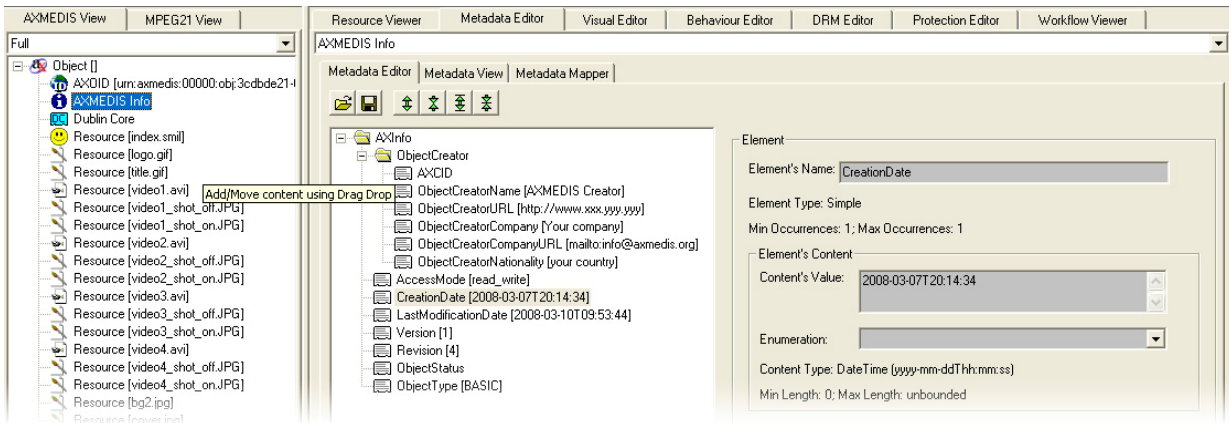 AXMEDIS View
MPEG21 View
Full
Object []
AXOID [urn:axmedis:00000:obj:3cdbde21-
AXMEDIS Info
Dublin Core
Resource [index.smil]
Resource [logo.gif]
Resource [title.gif]
Resource [video1.avi]
Add/Move content using Drag Drop
Resource [video1_shot_off.JPG]
Resource [video1_shot_on.JPG]
Resource [video2.avi]
Resource [video2_shot_off.JPG]
Resource [video2_shot_on.JPG]
Resource [video3.avi]
Resource [video3_shot_off.JPG]
Resource [video3_shot_on.JPG]
Resource [video4.avi]
Resource [video4_shot_off.JPG]
Resource [video4_shot_on.JPG]
Resource [bg2.jpg]
Resource [cover.jpg]
Resource Viewer
Metadata Editor
Visual Editor
Behaviour Editor
DRM Editor
Protection Editor
Workflow Viewer
AXMEDIS Info
Metadata Editor
Metadata View
Metadata Mapper
AXInfo
ObjectCreator
AXCID
ObjectCreatorName [AXMEDIS Creator]
ObjectCreatorURL [http://www.xxx.yyy.yyy]
ObjectCreatorCompany [Your company]
ObjectCreatorCompanyURL [mailto:info@axmedis.org]
ObjectCreatorNationality [your country]
AccessMode [read_write]
CreationDate [2008-03-07T20:14:34]
LastModificationDate [2008-03-10T09:53:44]
Version [1]
Revision [4]
ObjectStatus
ObjectType [BASIC]
Element
Element's Name: CreationDate
Element Type: Simple
Min Occurrences: 1; Max Occurrences: 1
Element's Content
Content's Value: 2008-03-07T20:14:34
Enumeration:
Content Type: DateTime (yyyy-mm-ddThh:mm:ss)
Min Length: 0; Max Length: unbounded